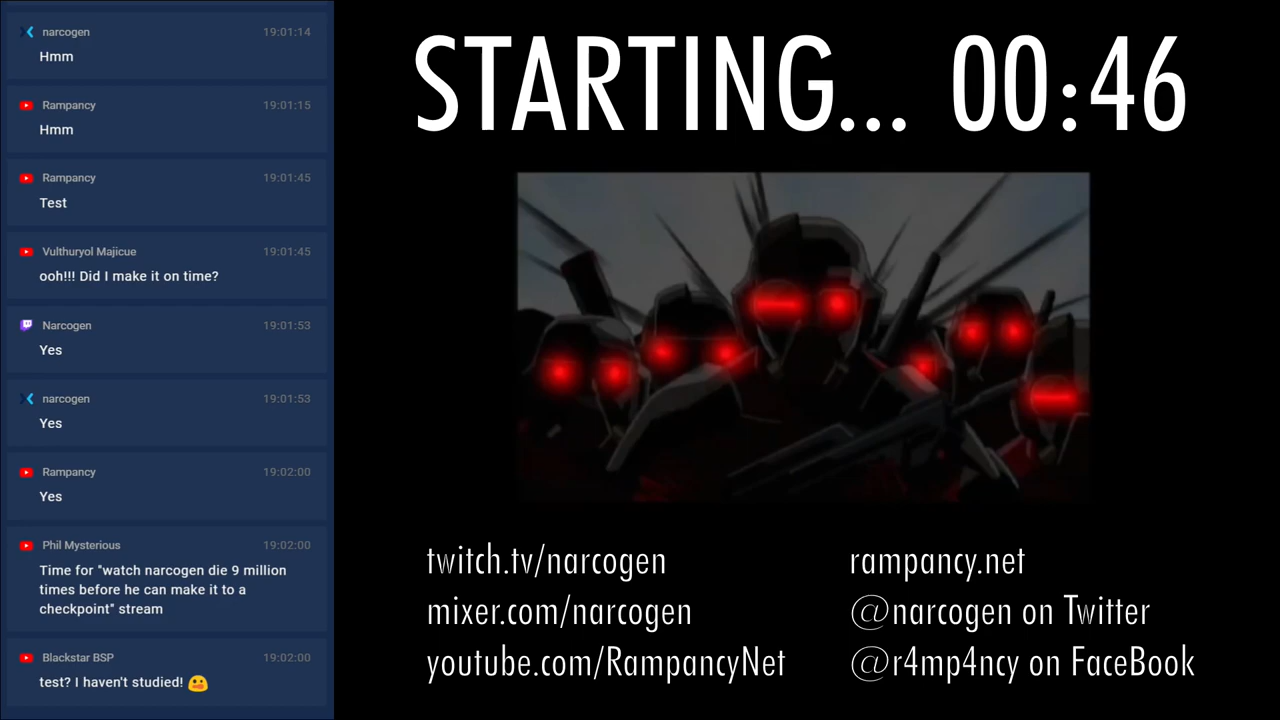 narcogen 19:01:14
Hmm
Rampancy 19:01:15
Hmm
Rampancy 19:01:45
Test
Vulthuryol Majicue 19:01:45
ooh!!! Did I make it on time?
Narcogen 19:01:53
Yes
narcogen 19:01:53
Yes
Rampancy 19:02:00
Yes
Phil Mysterious 19:02:00
Time for "watch narcogen die 9 million
times before he can make it to a
checkpoint" stream
Blackstar BSP 19:02:00
test? I haven't studied!
STARTING... 00:46
twitch.tv/narcogen
mixer.com/narcogen
youtube.com/RampancyNet
rampancy.net
@narcogen on Twitter
@r4mp4ncy on FaceBook